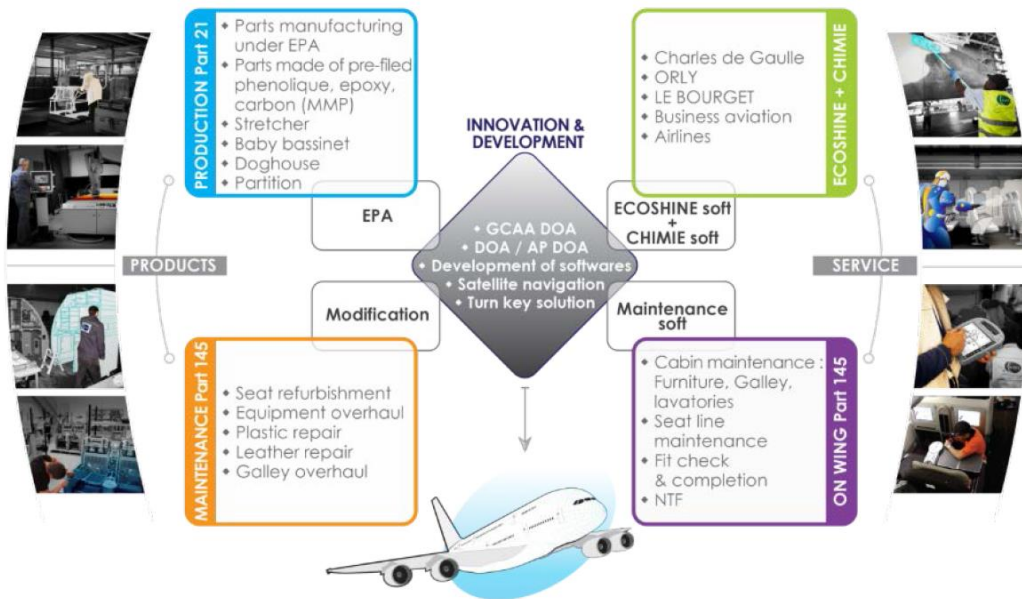 PRODUCTION Part 21
◆ Parts manufacturing
under EPA
◆ Parts made of pre-filed
phenolique, epoxy,
carbon (MMP)
◆ Stretcher
◆ Baby bassinet
◆ Doghouse
◆ Partition
EPA
PRODUCTS
Modification
MAINTENANCE Part 145
◆ Seat refurbishment
◆ Equipment overhaul
◆ Plastic repair
◆ Leather repair
◆ Galley overhaul
INNOVATION &
DEVELOPMENT
◆ GCAA DOA
◆ DOA / AP DOA
◆ Development of softwares
◆ Satellite navigation
◆ Turn key solution
ECOSHINE + CHIMIE
◆ Charles de Gaulle
◆ ORLY
◆ LE BOURGET
◆ Business aviation
◆ Airlines
ECOSHINE soft
+
CHIMIE soft
SERVICE
Maintenance
soft
ON WING Part 145
◆ Cabin maintenance :
Furniture, Galley,
lavatories
◆ Seat line
maintenance
◆ Fit check
& completion
◆ NTF